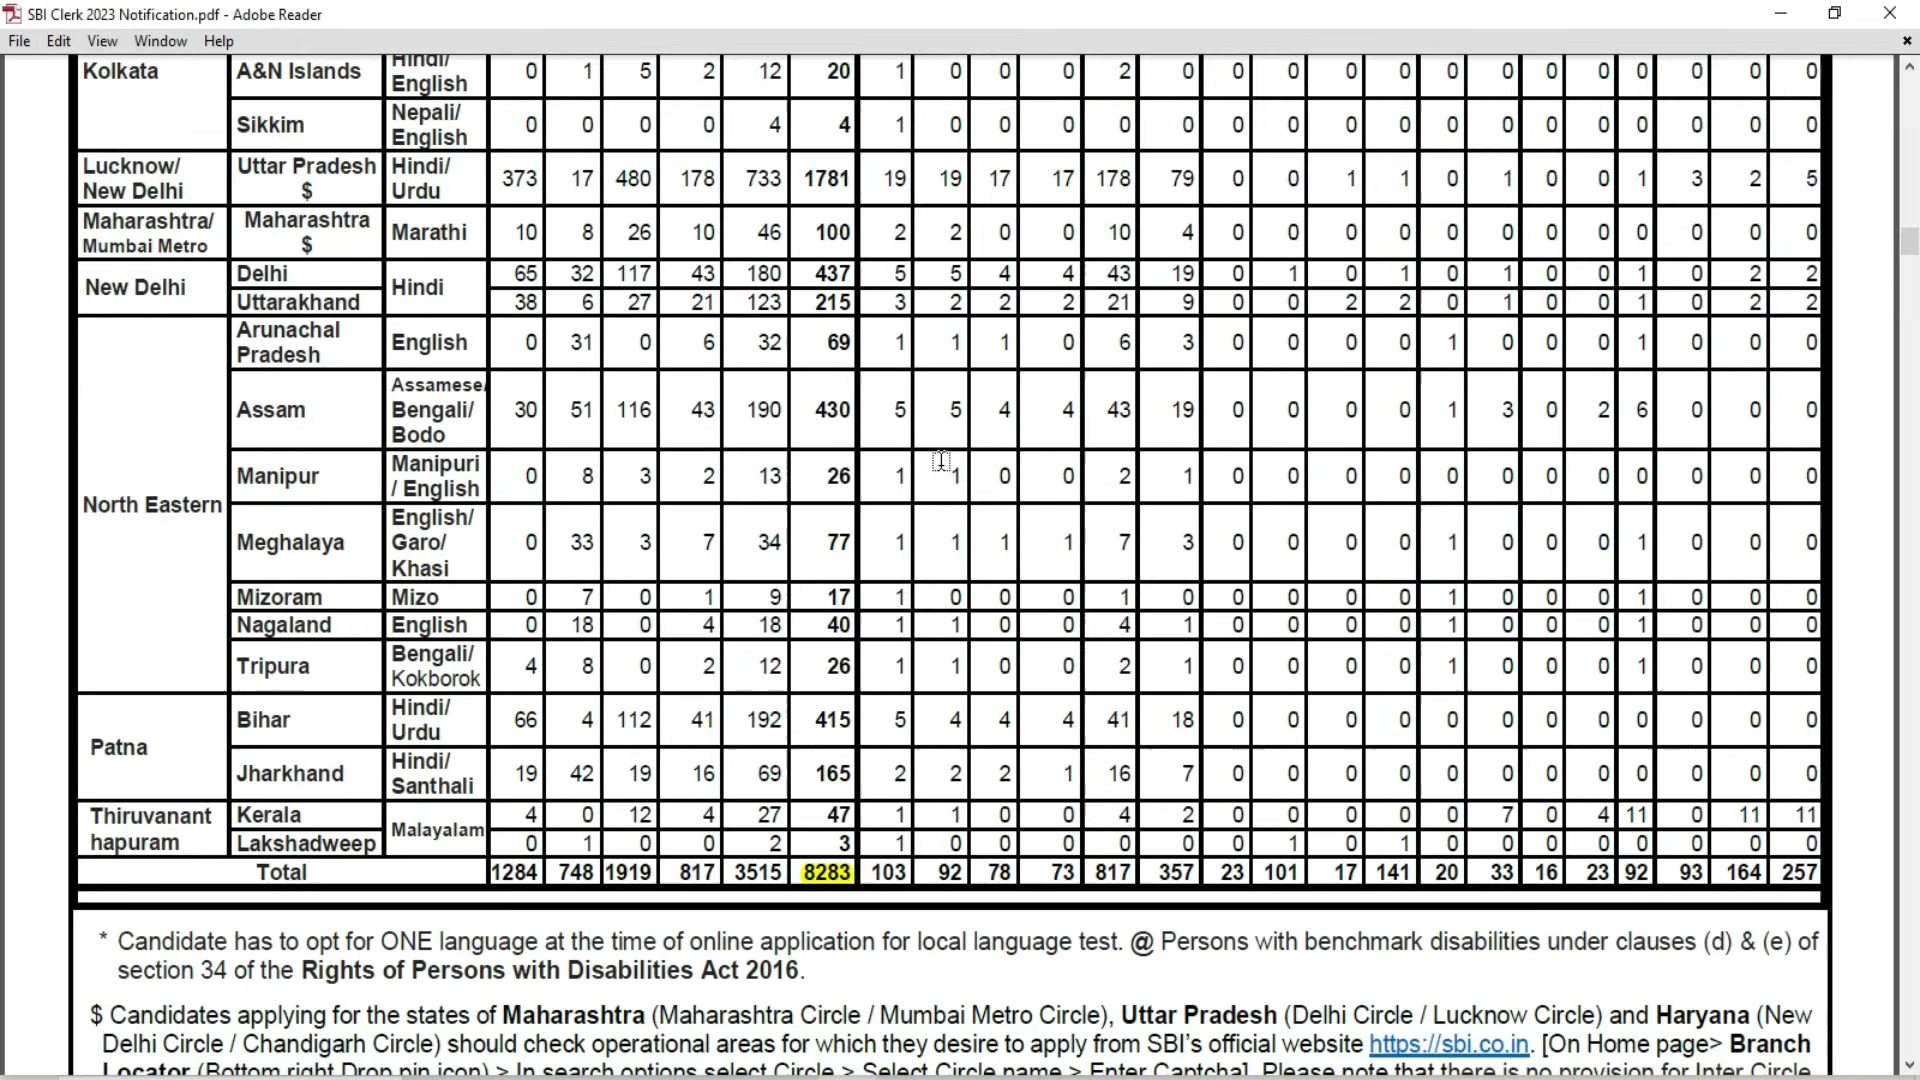 SBI Clerk 2023 Notification.pdf - Adobe Reader
File Edit View Window Help
Kolkata A&N Islands Hindi/ English 0 1 5 2 12 20 1 0 0 0 2 0 0 0 0 0 0 0 0 0 0 0 0 0
Sikkim Nepali/ English 0 0 0 0 4 4 1 0 0 0 0 0 0 0 0 0 0 0 0 0 0 0 0 0
Lucknow/ New Delhi Uttar Pradesh $ Hindi/ Urdu 373 17 480 178 733 1781 19 19 17 17 178 79 0 0 1 1 0 1 0 0 1 3 2 5
Maharashtra/ Mumbai Metro Maharashtra $ Marathi 10 8 26 10 46 100 2 2 0 0 10 4 0 0 0 0 0 0 0 0 0 0 0 0
New Delhi Delhi Hindi 65 32 117 43 180 437 5 5 4 4 43 19 0 1 0 1 0 1 0 0 1 0 2 2
Uttarakhand 38 6 27 21 123 215 3 2 2 2 21 9 0 0 2 2 0 1 0 0 1 0 2 2
North Eastern Arunachal Pradesh English 0 31 0 6 32 69 1 1 1 0 6 3 0 0 0 0 1 0 0 0 1 0 0 0
Assam Assamese/ Bengali/ Bodo 30 51 116 43 190 430 5 5 4 4 43 19 0 0 0 0 1 3 0 2 6 0 0 0
Manipur Manipuri / English 0 8 3 2 13 26 1 1 0 0 2 1 0 0 0 0 0 0 0 0 0 0 0 0
Meghalaya English/ Garo/ Khasi 0 33 3 7 34 77 1 1 1 1 7 3 0 0 0 0 1 0 0 0 1 0 0 0
Mizoram Mizo 0 7 0 1 9 17 1 0 0 0 1 0 0 0 0 0 1 0 0 0 1 0 0 0
Nagaland English 0 18 0 4 18 40 1 1 0 0 4 1 0 0 0 0 1 0 0 0 1 0 0 0
Tripura Bengali/ Kokborok 4 8 0 2 12 26 1 1 0 0 2 1 0 0 0 0 1 0 0 0 1 0 0 0
Patna Bihar Hindi/ Urdu 66 4 112 41 192 415 5 4 4 4 41 18 0 0 0 0 0 0 0 0 0 0 0 0
Jharkhand Hindi/ Santhali 19 42 19 16 69 165 2 2 2 1 16 7 0 0 0 0 0 0 0 0 0 0 0 0
Thiruvanant hapuram Kerala Malayalam 4 0 12 4 27 47 1 1 0 0 4 2 0 0 0 0 0 7 0 4 11 0 11 11
Lakshadweep 0 1 0 0 2 3 1 0 0 0 0 0 0 1 0 1 0 0 0 0 0 0 0 0
Total 1284 748 1919 817 3515 8283 103 92 78 73 817 357 23 101 17 141 20 33 16 23 92 93 164 257
* Candidate has to opt for ONE language at the time of online application for local language test. @ Persons with benchmark disabilities under clauses (d) & (e) of
section 34 of the Rights of Persons with Disabilities Act 2016.
$ Candidates applying for the states of Maharashtra (Maharashtra Circle / Mumbai Metro Circle), Uttar Pradesh (Delhi Circle / Lucknow Circle) and Haryana (New
Delhi Circle / Chandigarh Circle) should check operational areas for which they desire to apply from SBI's official website https://sbi.co.in. [On Home page> Branch
Locator (Bottom right Drop pin icon) > In search options select Circle > Select Circle name > Enter Captcha]. Please note that there is no provision for Inter Circle